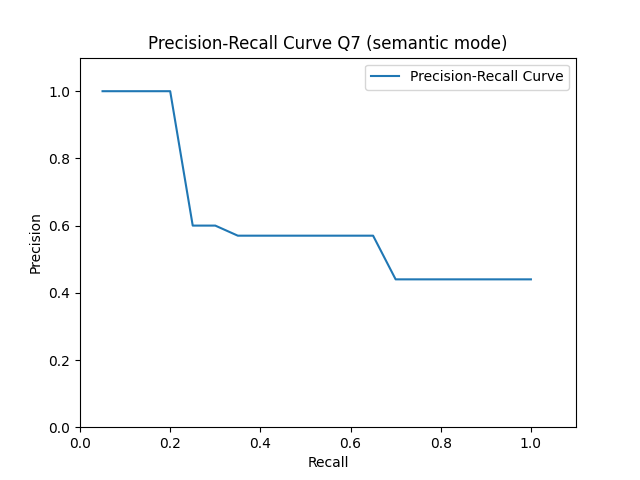 Precision-Recall Curve Q7 (semantic mode)
Precision-Recall Curve
1.0
0.8
0.6
0.4
0.2
0.0
Precision
0.0 0.2 0.4 0.6 0.8 1.0
Recall